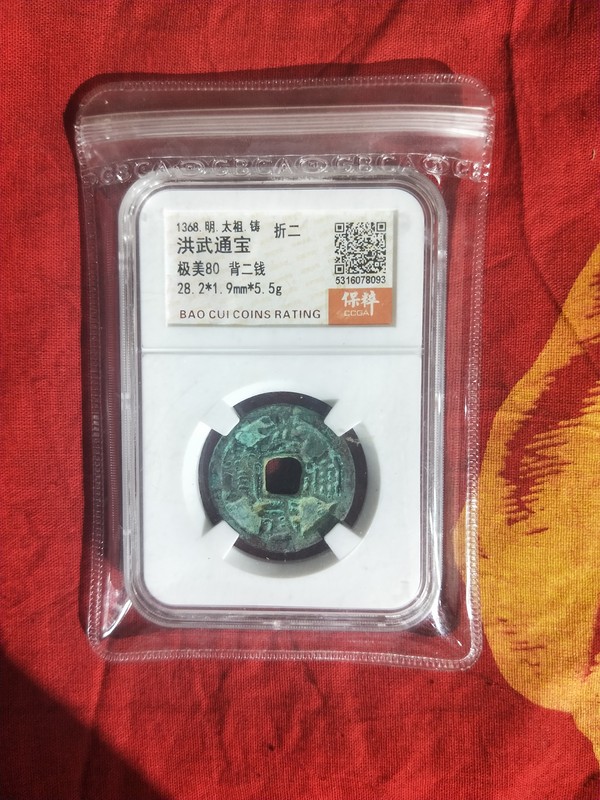 1368.明.太祖.铸 折二
洪武通宝
极美80 背二钱
28.2*1.9mm*5.5g
5316078093
保粹
CCGA
BAO CUI COINS RATING
洪武通寶